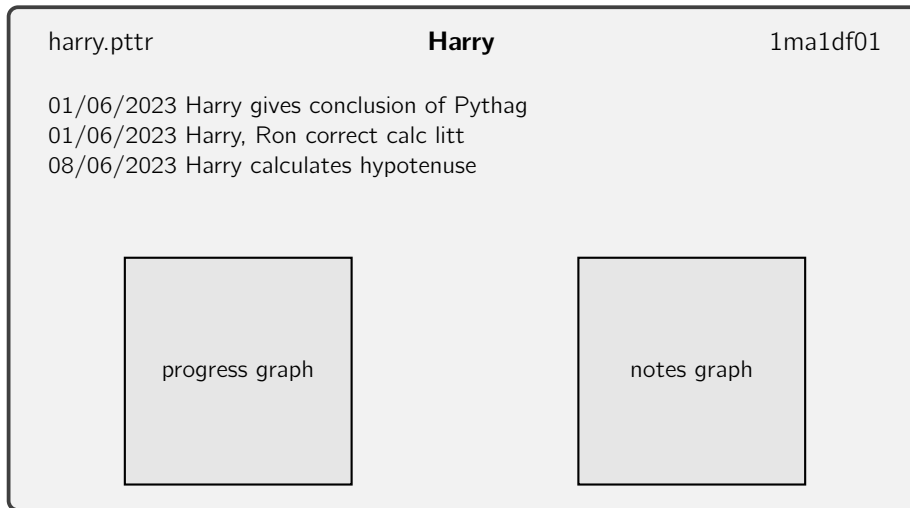 harry.pttr Harry 1ma1df01
01/06/2023 Harry gives conclusion of Pythag
01/06/2023 Harry, Ron correct calc litt
08/06/2023 Harry calculates hypotenuse
progress graph notes graph